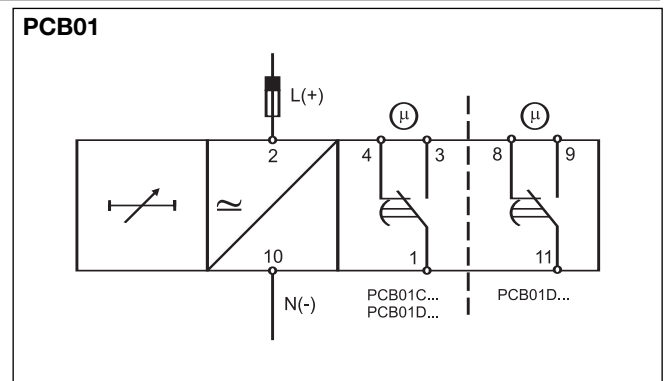 PCB01
L(+)
μ μ
2 4 3 8 9
≃
10 1 11
N(-)
PCB01C... PCB01D...
PCB01D...